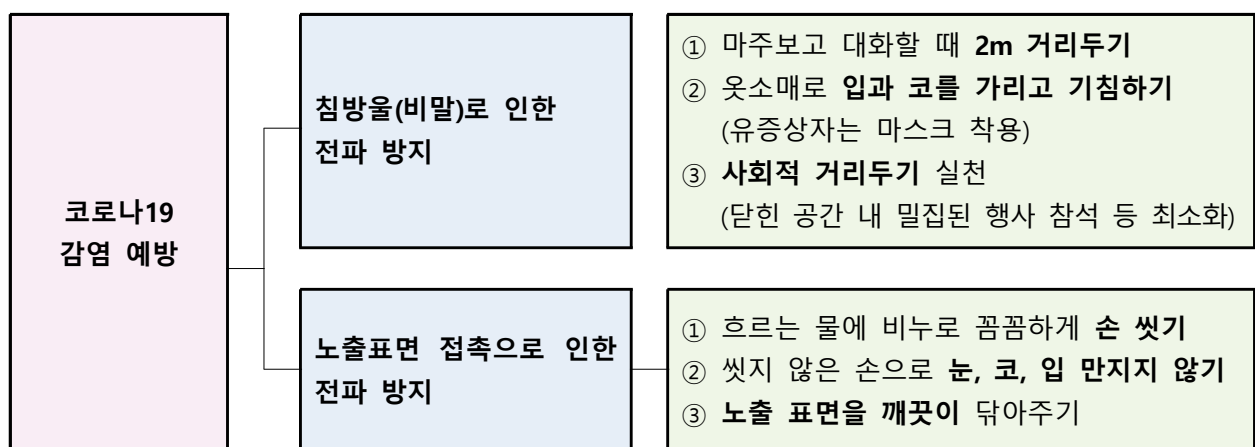 코로나19
감염 예방
침방울(비말)로 인한
전파 방지
① 마주보고 대화할 때 2m 거리두기
② 옷소매로 입과 코를 가리고 기침하기
(유증상자는 마스크 착용)
③ 사회적 거리두기 실천
(닫힌 공간 내 밀집된 행사 참석 등 최소화)
노출표면 접촉으로 인한
전파 방지
① 흐르는 물에 비누로 꼼꼼하게 손 씻기
② 씻지 않은 손으로 눈, 코, 입 만지지 않기
③ 노출 표면을 깨끗이 닦아주기